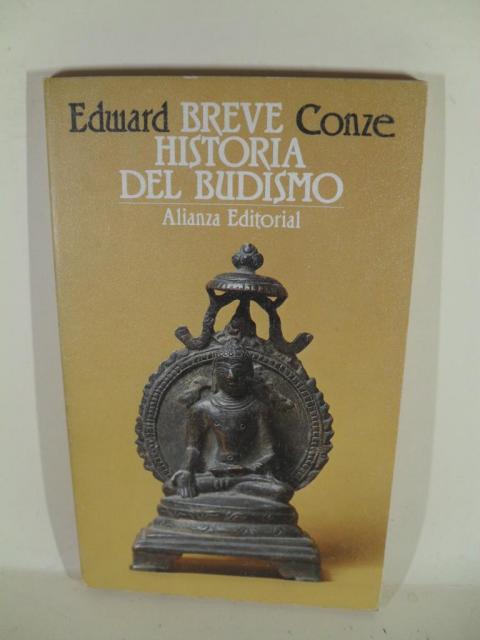 Edward BREVE Conze
HISTORIA
DEL BUDISMO
Alianza Editorial